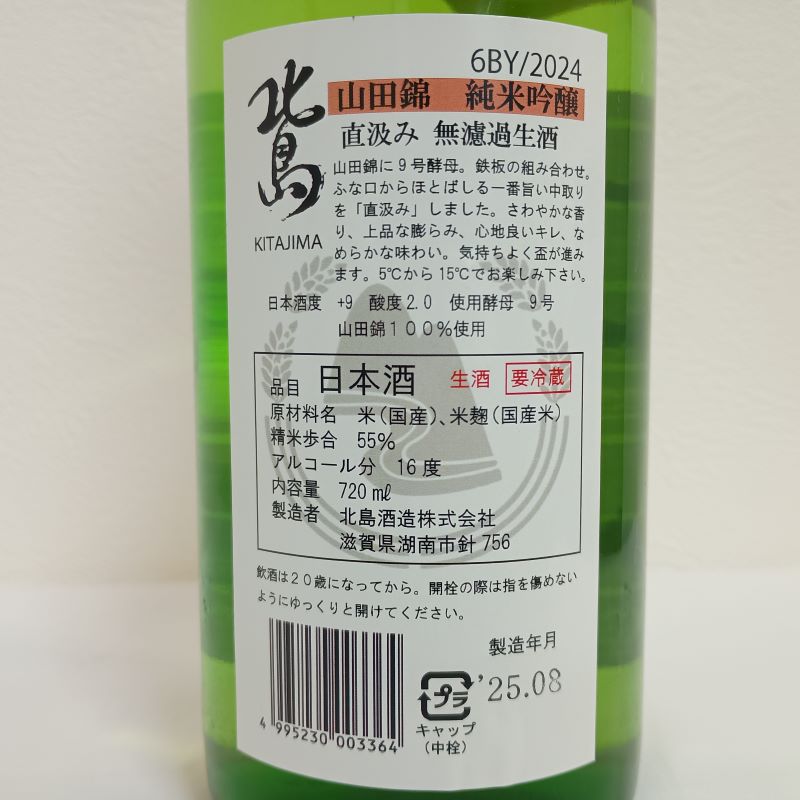 6BY/2024
北島
KITAJIMA
山田錦 純米吟醸
直汲み 無濾過生酒
山田錦に9号酵母。鉄板の組み合わせ。
ふな口からほとばしる一番旨い中取り
を「直汲み」しました。さわやかな香
り、上品な膨らみ、心地良いキレ、な
めらかな味わい。気持ちよく盃が進み
ます。5℃から15℃でお楽しみ下さい。
日本酒度 +9 酸度2.0 使用酵母 9号
山田錦100%使用
品目 日本酒 生酒 要冷蔵
原材料名 米(国産)、米麹(国産米)
精米歩合 55%
アルコール分 16度
内容量 720㎖
製造者 北島酒造株式会社
滋賀県湖南市針756
飲酒は20歳になってから。開栓の際は指を傷めない
ようにゆっくりと開けてください。
製造年月
'25.08
プラ
キャップ
(中栓)
4 995230 003364